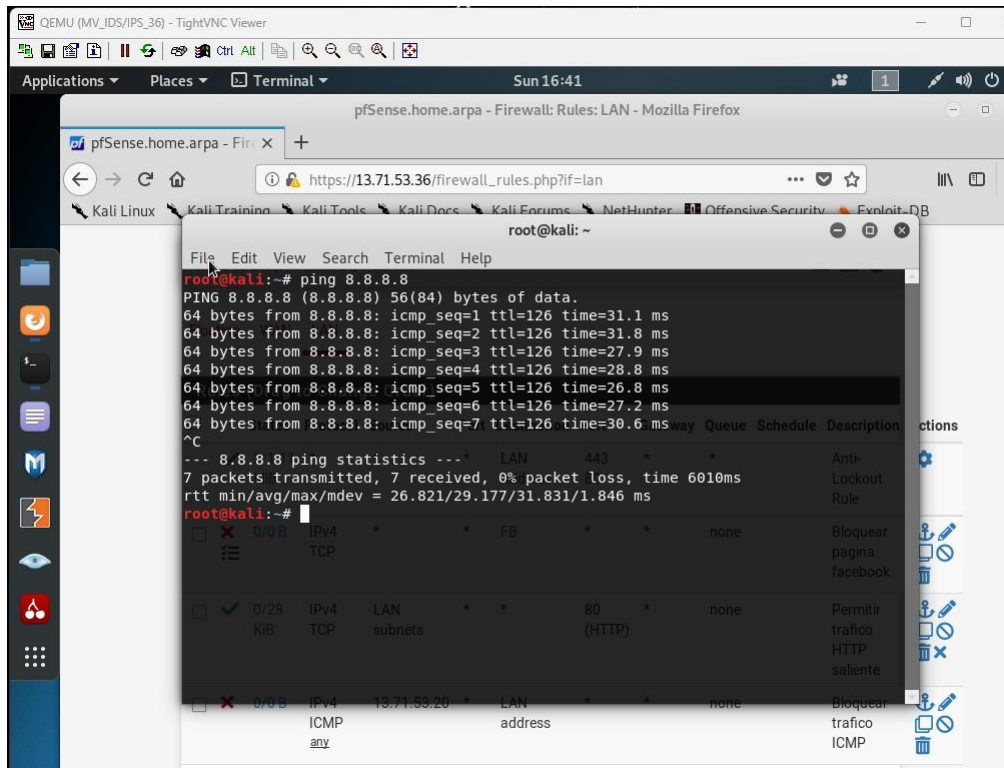 QEMU (MV_IDS/IPS_36) - TightVNC Viewer
Ctrl Alt
Applications Places Terminal Sun 16:41 1
pfSense.home.arpa - Firewall: Rules: LAN - Mozilla Firefox
pfSense.home.arpa - Fir
https://13.71.53.36/firewall_rules.php?if=lan
Kali Linux Kali Training Kali Tools Kali Docs Kali Forums NetHunter Offensive Security Exploit-DB
root@kali: ~
File Edit View Search Terminal Help
root@kali:~# ping 8.8.8.8
PING 8.8.8.8 (8.8.8.8) 56(84) bytes of data.
64 bytes from 8.8.8.8: icmp_seq=1 ttl=126 time=31.1 ms
64 bytes from 8.8.8.8: icmp_seq=2 ttl=126 time=31.8 ms
64 bytes from 8.8.8.8: icmp_seq=3 ttl=126 time=27.9 ms
64 bytes from 8.8.8.8: icmp_seq=4 ttl=126 time=28.8 ms
64 bytes from 8.8.8.8: icmp_seq=5 ttl=126 time=26.8 ms
64 bytes from 8.8.8.8: icmp_seq=6 ttl=126 time=27.2 ms
64 bytes from 8.8.8.8: icmp_seq=7 ttl=126 time=30.6 ms
Queue Schedule Description ctions
^C
--- 8.8.8.8 ping statistics ---
7 packets transmitted, 7 received, 0% packet loss, time 6010ms
rtt min/avg/max/mdev = 26.821/29.177/31.831/1.846 ms
root@kali:~#
* LAN 443 * *
Anti-
Lockout
Rule
0/0 B IPv4 * * FB * * none Bloquear
TCP pagina
facebook
0/28 IPv4 LAN * * 80 * none Permitir
KiB TCP subnets (HTTP) trafico
HTTP
saliente
0/0 B IPv4 13.71.53.20 * LAN * * none Bloquear
ICMP address trafico
any ICMP